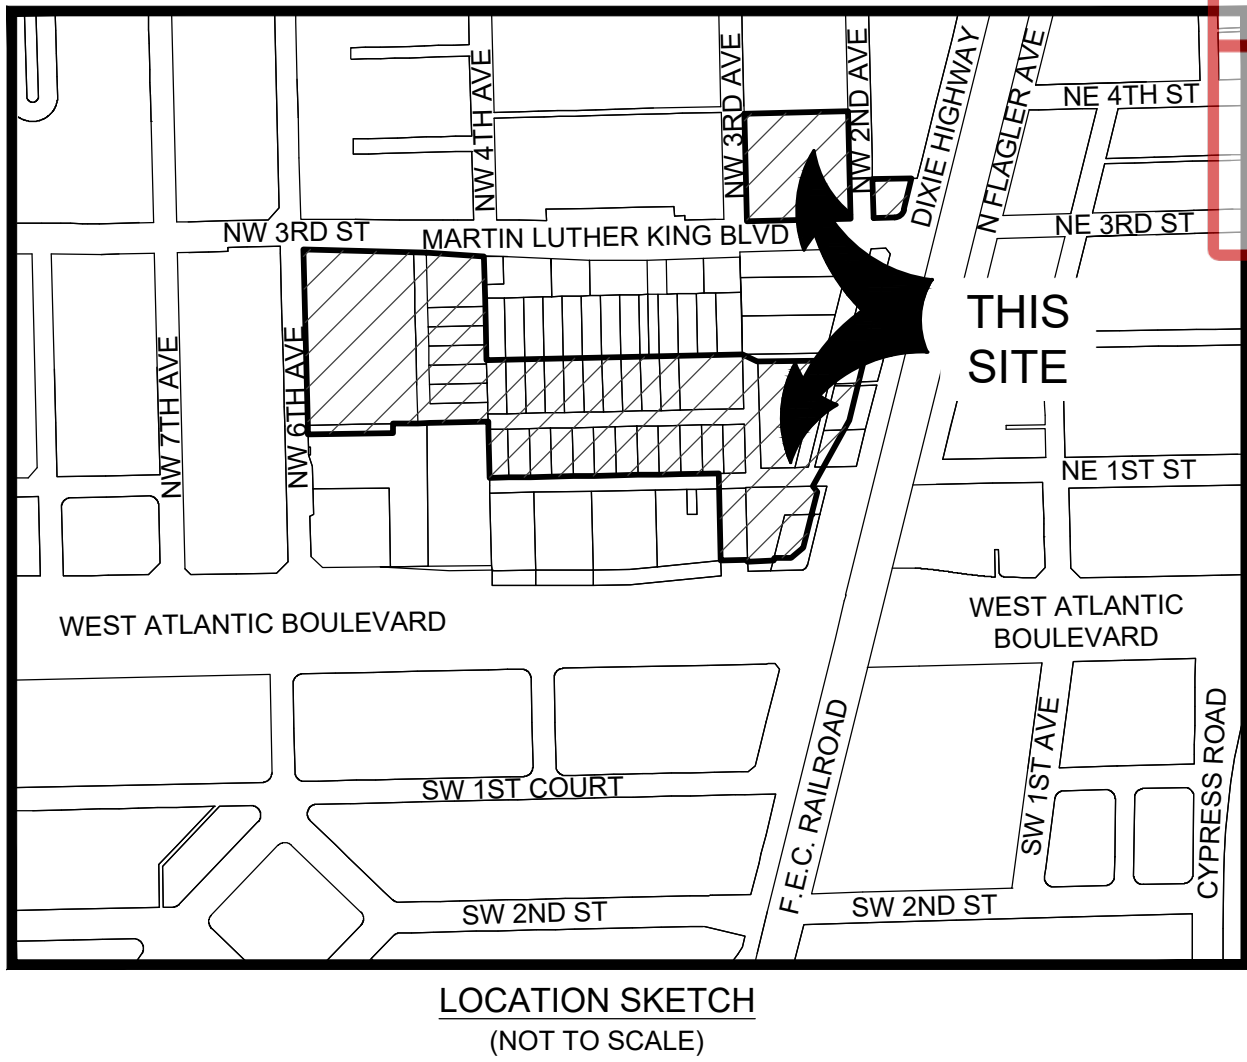 NW 4TH AVE
NW 3RD AVE
NW 2ND AVE
DIXIE HIGHWAY
N FLAGLER AVE
NE 4TH ST
NW 3RD ST
MARTIN LUTHER KING BLVD
NE 3RD ST
THIS
SITE
NW 7TH AVE
NW 6TH AVE
NE 1ST ST
WEST ATLANTIC BOULEVARD
WEST ATLANTIC
BOULEVARD
SW 1ST COURT
F.E.C. RAILROAD
SW 1ST AVE
CYPRESS ROAD
SW 2ND ST
SW 2ND ST
LOCATION SKETCH
(NOT TO SCALE)